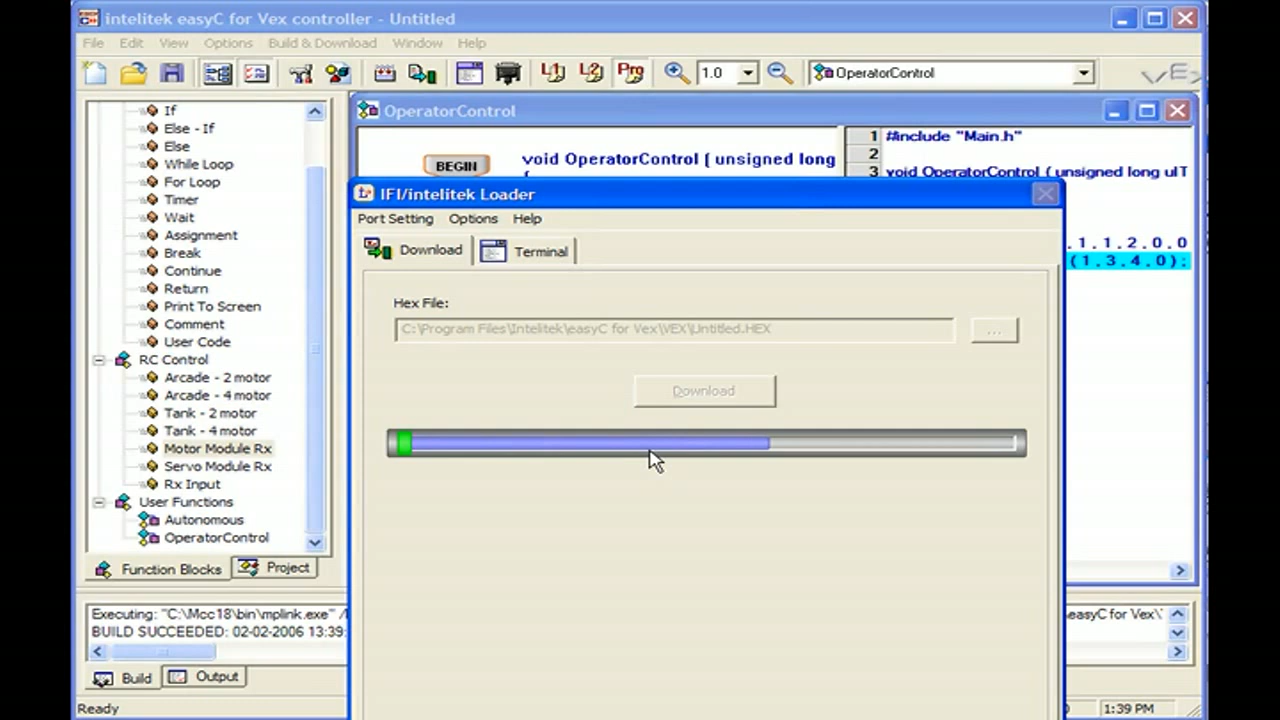 intelitek easyC for Vex controller - Untitled
File Edit View Options Build & Download Window Help
1.0
OperatorControl
If
Else - If
Else
While Loop
For Loop
Timer
Wait
Assignment
Break
Continue
Return
Print To Screen
Comment
User Code
RC Control
Arcade - 2 motor
Arcade - 4 motor
Tank - 2 motor
Tank - 4 motor
Motor Module Rx
Servo Module Rx
Rx Input
User Functions
Autonomous
OperatorControl
Function Blocks Project
OperatorControl
BEGIN
void OperatorControl ( unsigned long
1 #include "Main.h"
2
3 void OperatorControl ( unsigned long ulT
. 1 . 1 . 2 . 0 . 0
( 1 . 3 . 4 . 0 ) ;
IFI/intelitek Loader
Port Setting Options Help
Download Terminal
Hex File:
C:\Program Files\Intelitek\easyC for Vex\VEX\Untitled.HEX
...
Download
Executing: "C:\Mcc18\bin\mplink.exe" /
easyC for Vex\
BUILD SUCCEEDED: 02-02-2006 13:39:
Build Output
Ready
1:39 PM